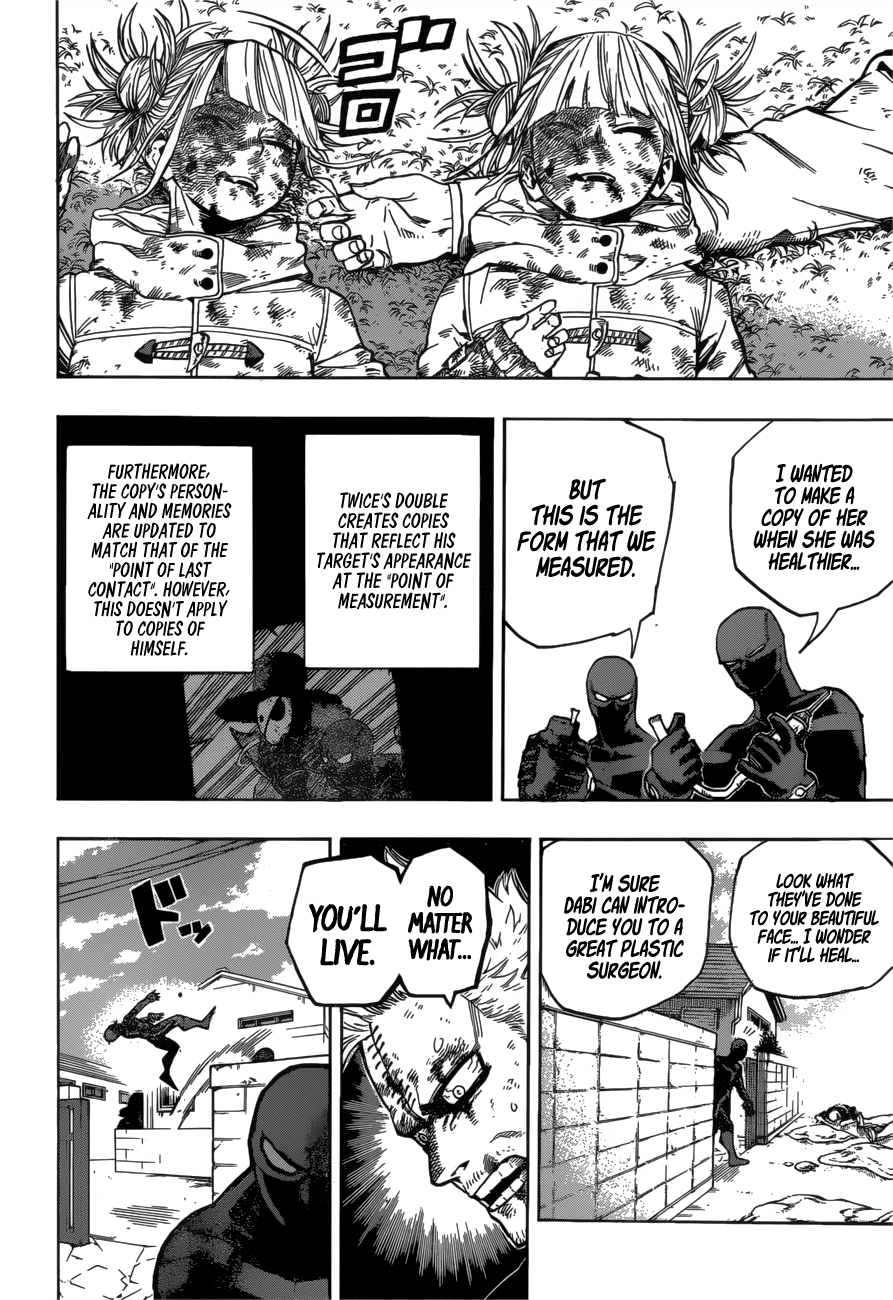 ゴロ
I WANTED
TO MAKE A
COPY OF HER
WHEN SHE WAS
HEALTHIER...
BUT
THIS IS THE
FORM THAT WE
MEASURED.
TWICE'S DOUBLE
CREATES COPIES
THAT REFLECT HIS
TARGET'S APPEARANCE
AT THE "POINT OF
MEASUREMENT".
FURTHERMORE,
THE COPY'S PERSON-
ALITY AND MEMORIES
ARE UPDATED TO
MATCH THAT OF THE
"POINT OF LAST
CONTACT". HOWEVER,
THIS DOESN'T APPLY
TO COPIES OF
HIMSELF.
LOOK WHAT
THEY'VE DONE
TO YOUR BEAUTIFUL
FACE... I WONDER
IF IT'LL HEAL...
I'M SURE
DABI CAN INTRO-
DUCE YOU TO A
GREAT PLASTIC
SURGEON.
NO
MATTER
WHAT...
YOU'LL
LIVE.
ドッ